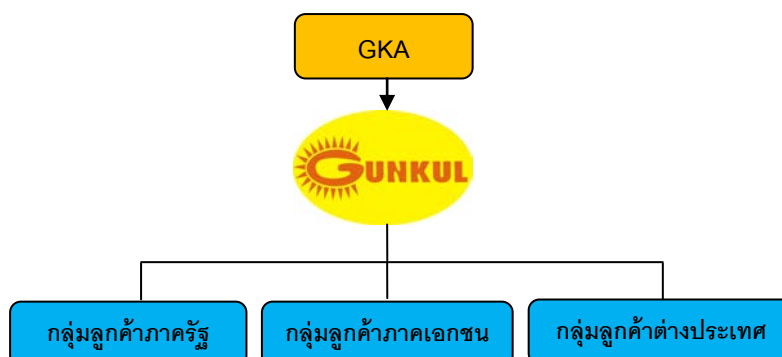 GKA
GUNKUL
กลุ่มลูกค้าภาครัฐ
กลุ่มลูกค้าภาคเอกชน
กลุ่มลูกค้าต่างประเทศ